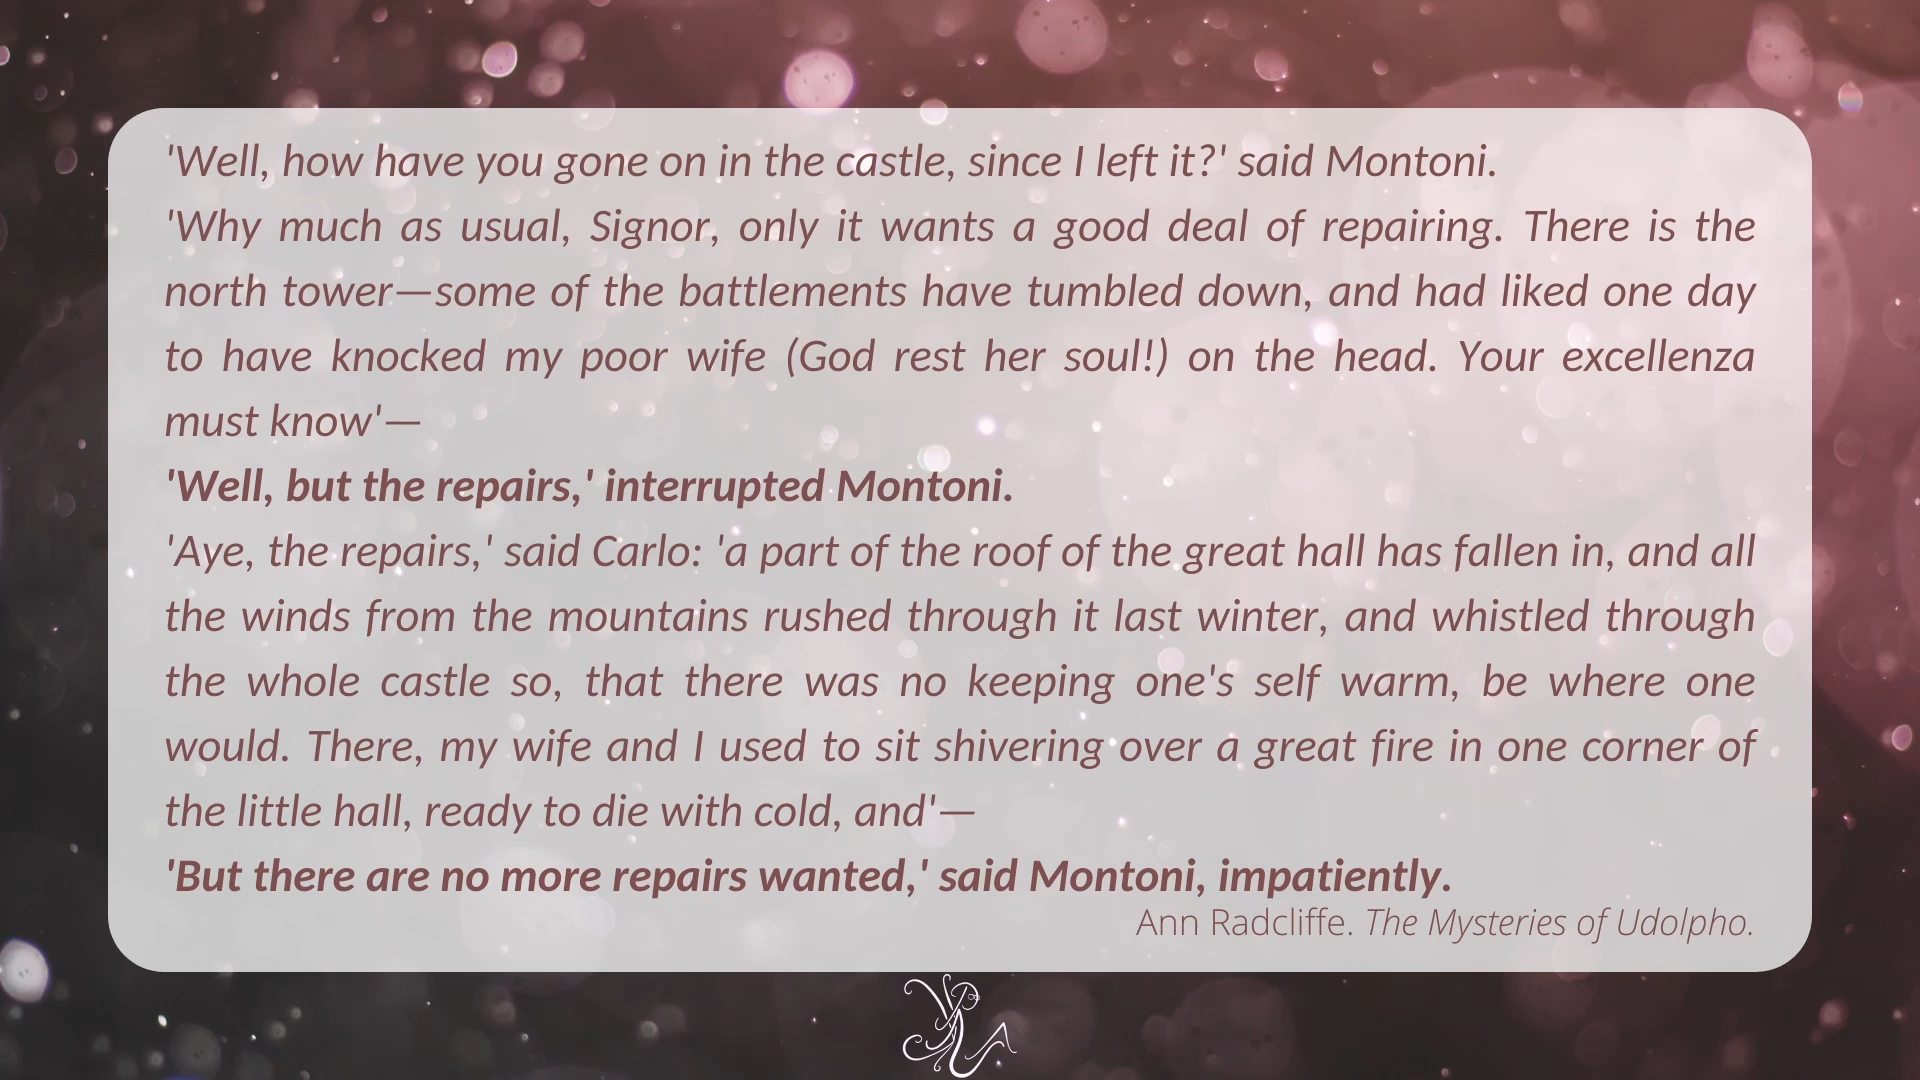 'Well, how have you gone on in the castle, since I left it?' said Montoni.
'Why much as usual, Signor, only it wants a good deal of repairing. There is the
north tower—some of the battlements have tumbled down, and had liked one day
to have knocked my poor wife (God rest her soul!) on the head. Your excellenza
must know'—
'Well, but the repairs,' interrupted Montoni.
'Aye, the repairs,' said Carlo: 'a part of the roof of the great hall has fallen in, and all
the winds from the mountains rushed through it last winter, and whistled through
the whole castle so, that there was no keeping one's self warm, be where one
would. There, my wife and I used to sit shivering over a great fire in one corner of
the little hall, ready to die with cold, and'—
'But there are no more repairs wanted,' said Montoni, impatiently.
Ann Radcliffe. The Mysteries of Udolpho.